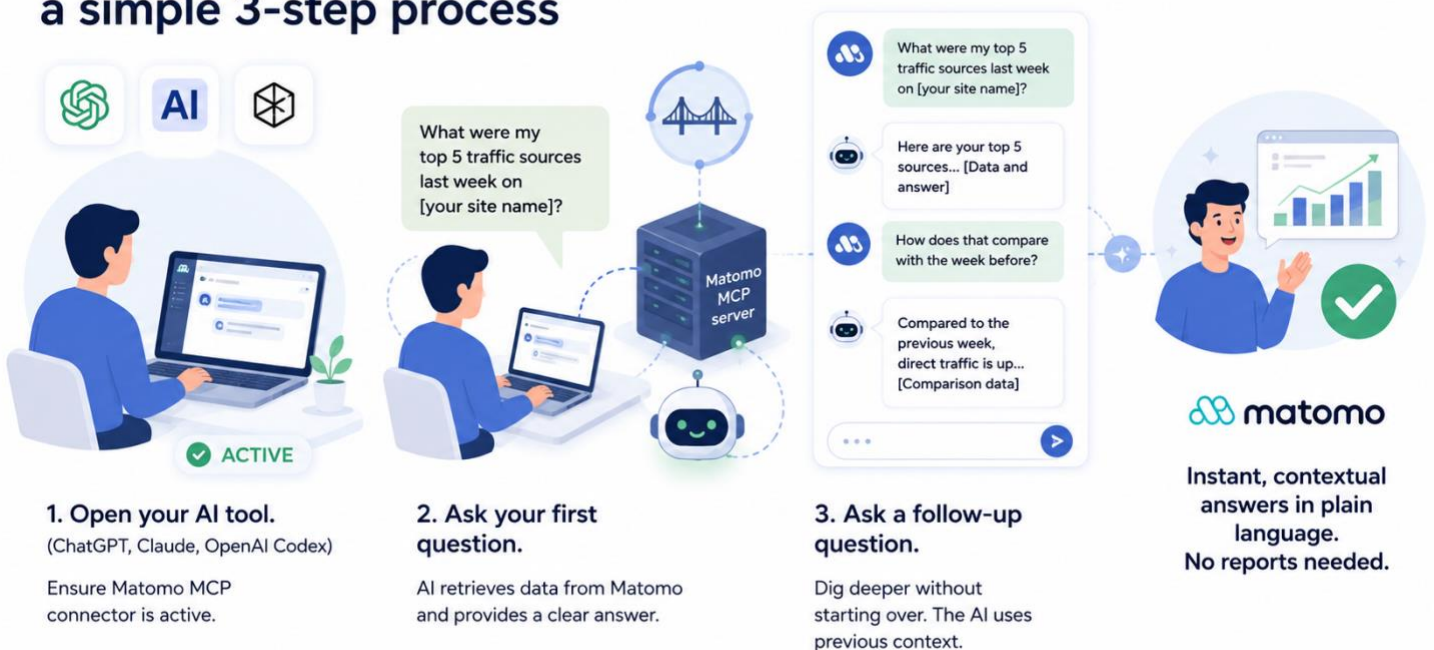 a simple 3-step process
AI
ACTIVE
1. Open your AI tool.
(ChatGPT, Claude, OpenAI Codex)
Ensure Matomo MCP
connector is active.
What were my
top 5 traffic sources
last week on
[your site name]?
Matomo
MCP
server
2. Ask your first
question.
AI retrieves data from Matomo
and provides a clear answer.
What were my top 5
traffic sources last week
on [your site name]?
Here are your top 5
sources... [Data and
answer]
How does that compare
with the week before?
Compared to the
previous week,
direct traffic is up...
[Comparison data]
3. Ask a follow-up
question.
Dig deeper without
starting over. The AI uses
previous context.
matomo
Instant, contextual
answers in plain
language.
No reports needed.